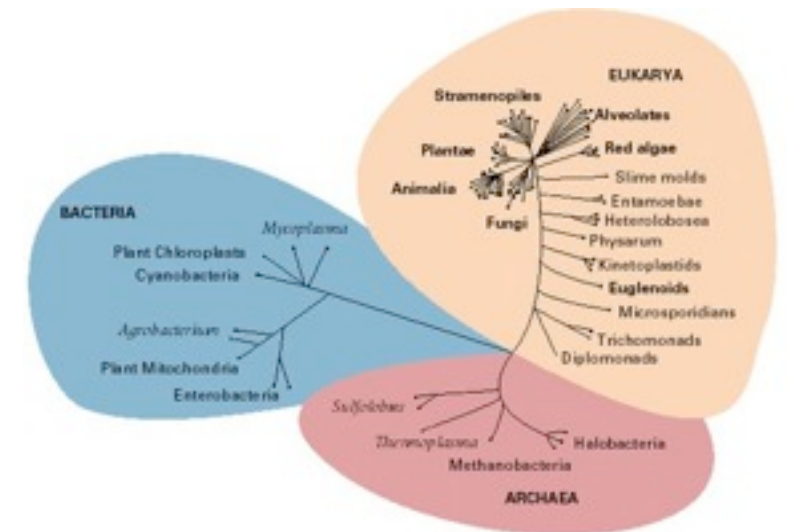 EUKARYA
Stramenopiles
Alveolates
Plantae
Red algae
Animalia
Slime molds
Entamoebae
Fungi
Heterolobosea
Physarum
Kinetoplastids
Euglenoids
Microsporidians
Trichomonads
Diplomonads
BACTERIA
Mycoplasma
Plant Chloroplasts
Cyanobacteria
Agrobacterium
Plant Mitochondria
Enterobacteria
Sulfolobus
Thermoplasma
Halobacteria
Methanobacteria
ARCHAEA